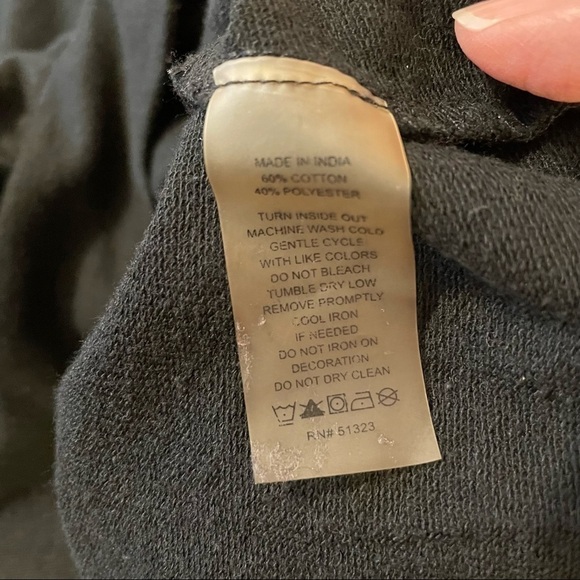 MADE IN INDIA
60% COTTON
40% POLYESTER
TURN INSIDE OUT
MACHINE WASH COLD
GENTLE CYCLE
WITH LIKE COLORS
DO NOT BLEACH
TUMBLE DRY LOW
REMOVE PROMPTLY
COOL IRON
IF NEEDED
DO NOT IRON ON
DECORATION
DO NOT DRY CLEAN
RN# 51323